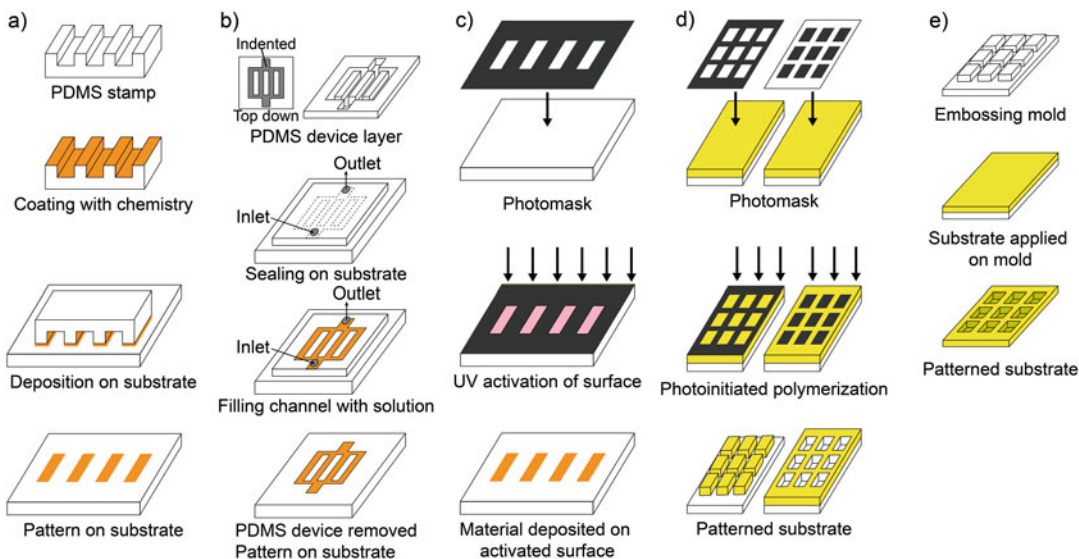 a)
PDMS stamp
Coating with chemistry
Deposition on substrate
Pattern on substrate
b)
Indented
Top down
PDMS device layer
Outlet
Inlet
Sealing on substrate
Outlet
Inlet
Filling channel with solution
PDMS device removed
Pattern on substrate
c)
Photomask
UV activation of surface
Material deposited on
activated surface
d)
Photomask
Photoinitiated polymerization
Patterned substrate
e)
Embossing mold
Substrate applied
on mold
Patterned substrate